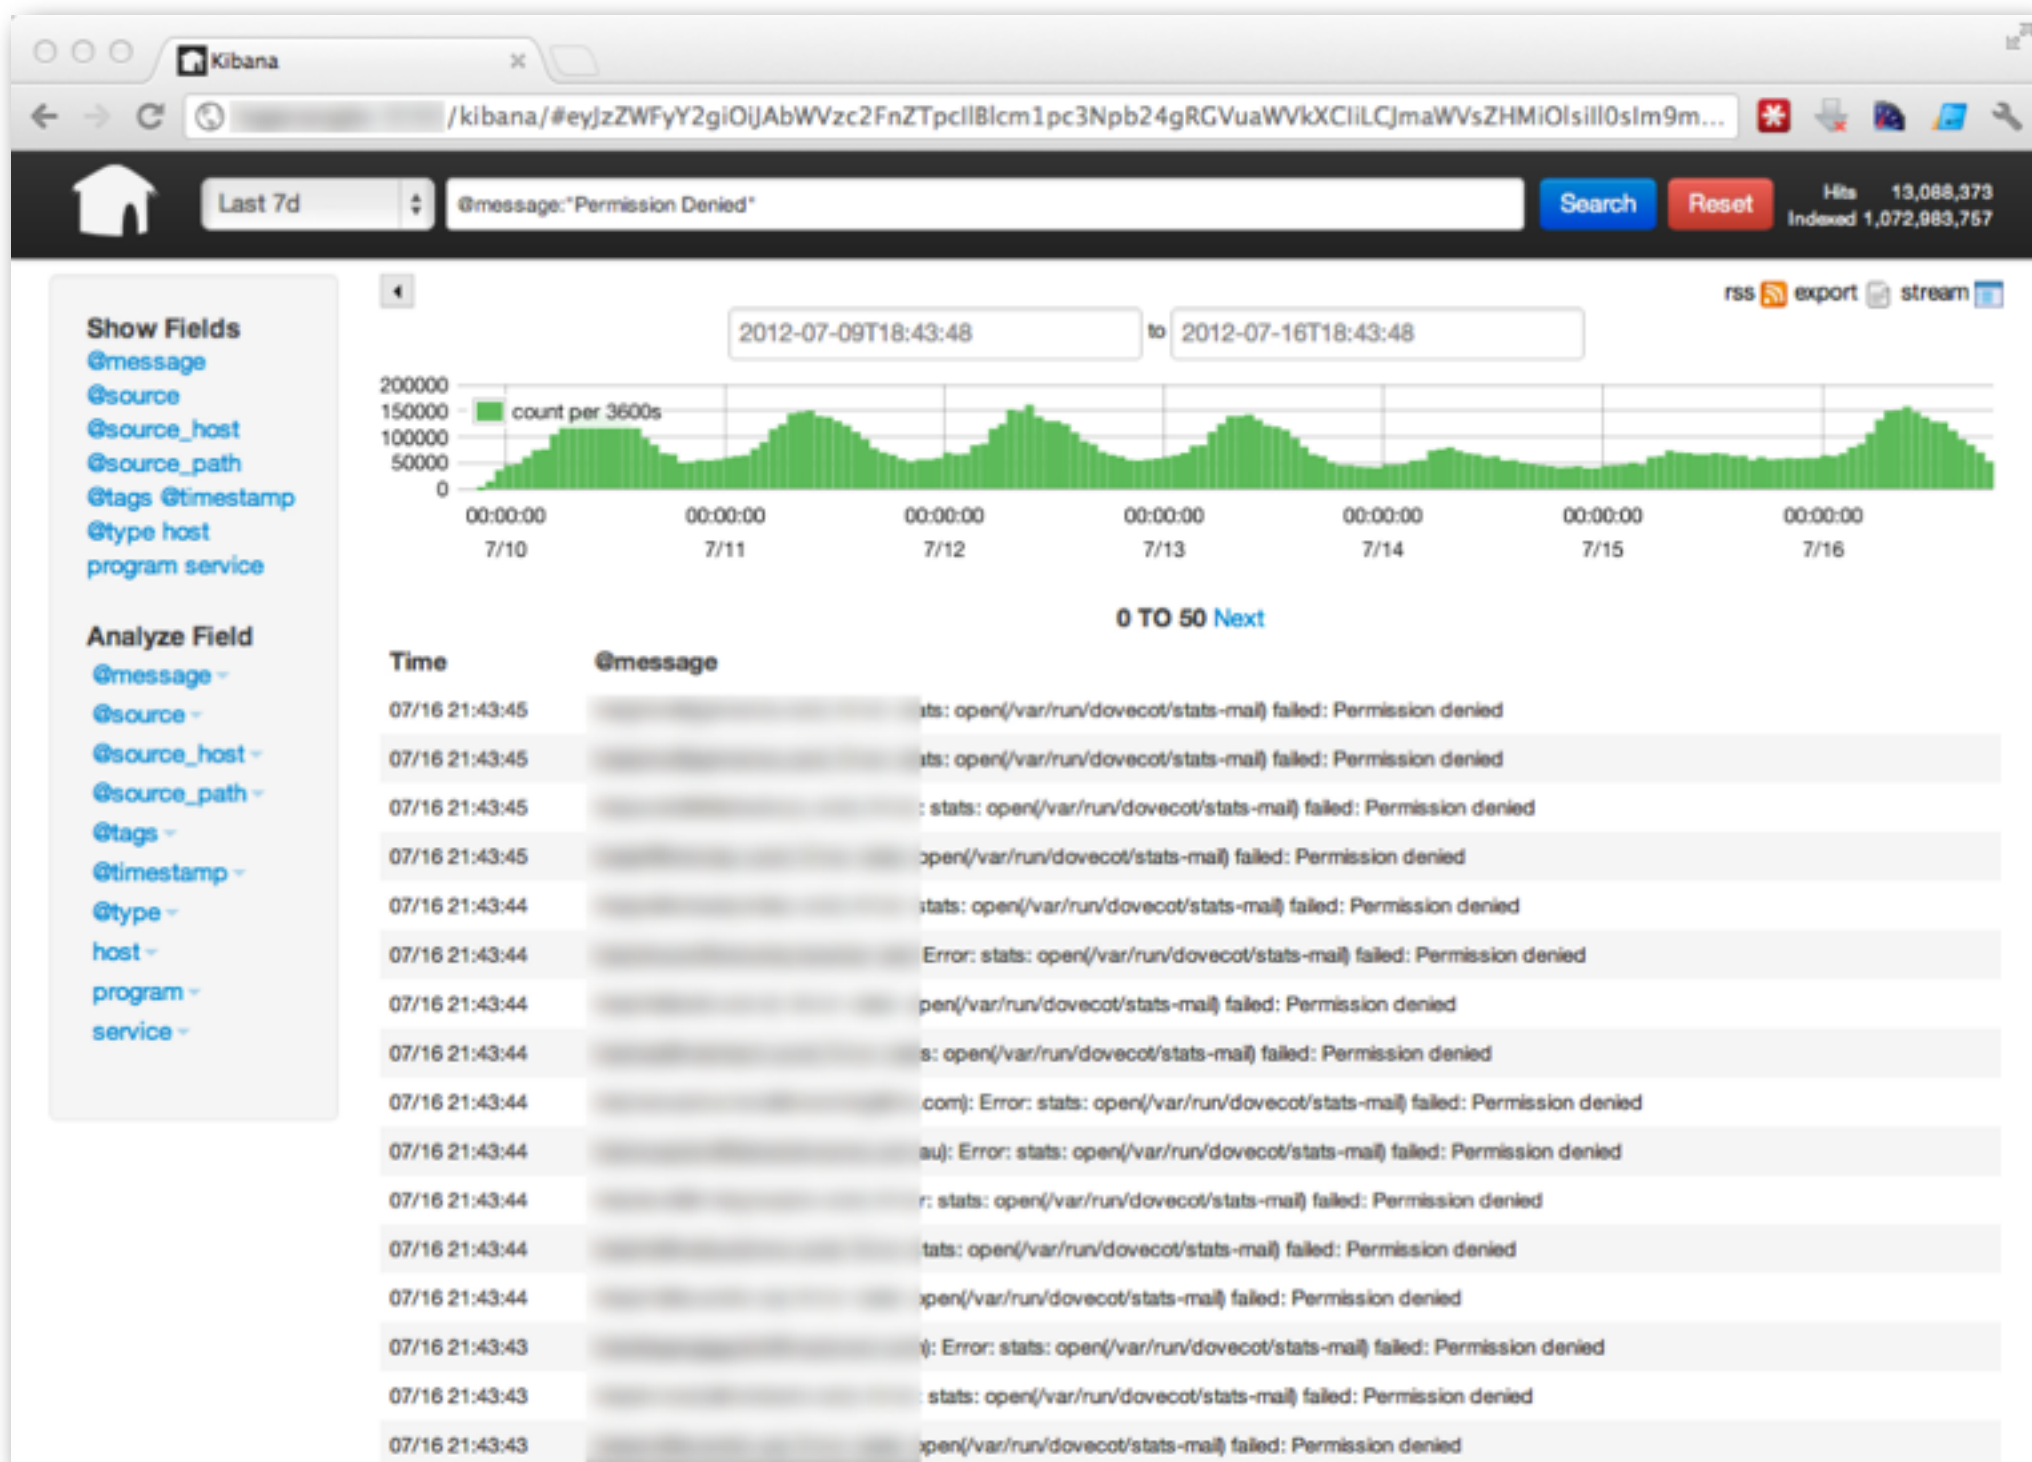 Kibana
/kibana/#eyJzZWFyY2giOiJAbWVzc2FnZTpcIlBlcm1pc3Npb24gRGVuaWVkXCIiLCJmaWVsZHMiOlsiIl0sIm9m...
Last 7d
@message:"Permission Denied"
Search
Reset
Hits 13,088,373
Indexed 1,072,983,757
rss export stream
Show Fields
@message
@source
@source_host
@source_path
@tags @timestamp
@type host
program service
Analyze Field
@message
@source
@source_host
@source_path
@tags
@timestamp
@type
host
program
service
2012-07-09T18:43:48 to 2012-07-16T18:43:48
200000
150000
100000
50000
0
count per 3600s
00:00:00 00:00:00 00:00:00 00:00:00 00:00:00 00:00:00 00:00:00
7/10 7/11 7/12 7/13 7/14 7/15 7/16
0 TO 50 Next
Time @message
07/16 21:43:45 ats: open(/var/run/dovecot/stats-mail) failed: Permission denied
07/16 21:43:45 ats: open(/var/run/dovecot/stats-mail) failed: Permission denied
07/16 21:43:45 : stats: open(/var/run/dovecot/stats-mail) failed: Permission denied
07/16 21:43:45 open(/var/run/dovecot/stats-mail) failed: Permission denied
07/16 21:43:44 stats: open(/var/run/dovecot/stats-mail) failed: Permission denied
07/16 21:43:44 Error: stats: open(/var/run/dovecot/stats-mail) failed: Permission denied
07/16 21:43:44 pen(/var/run/dovecot/stats-mail) failed: Permission denied
07/16 21:43:44 s: open(/var/run/dovecot/stats-mail) failed: Permission denied
07/16 21:43:44 .com): Error: stats: open(/var/run/dovecot/stats-mail) failed: Permission denied
07/16 21:43:44 au): Error: stats: open(/var/run/dovecot/stats-mail) failed: Permission denied
07/16 21:43:44 r: stats: open(/var/run/dovecot/stats-mail) failed: Permission denied
07/16 21:43:44 tats: open(/var/run/dovecot/stats-mail) failed: Permission denied
07/16 21:43:44 open(/var/run/dovecot/stats-mail) failed: Permission denied
07/16 21:43:43 ): Error: stats: open(/var/run/dovecot/stats-mail) failed: Permission denied
07/16 21:43:43 stats: open(/var/run/dovecot/stats-mail) failed: Permission denied
07/16 21:43:43 open(/var/run/dovecot/stats-mail) failed: Permission denied